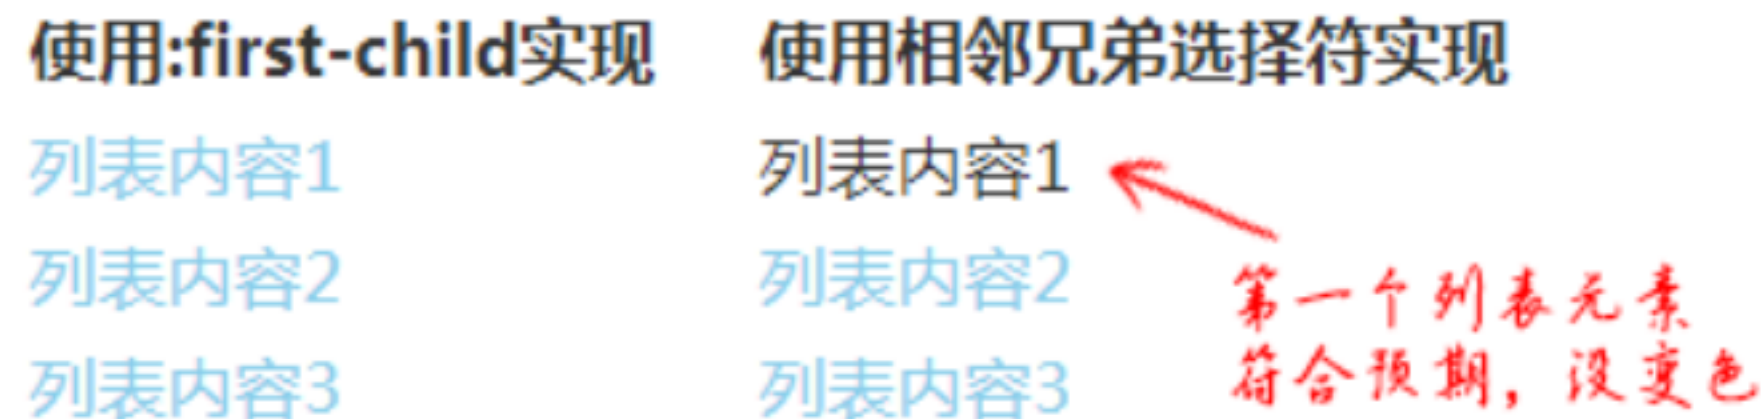 使用:first-child实现
列表内容1
列表内容2
列表内容3
使用相邻兄弟选择符实现
列表内容1
列表内容2
列表内容3
第一个列表元素
符合预期，没变色